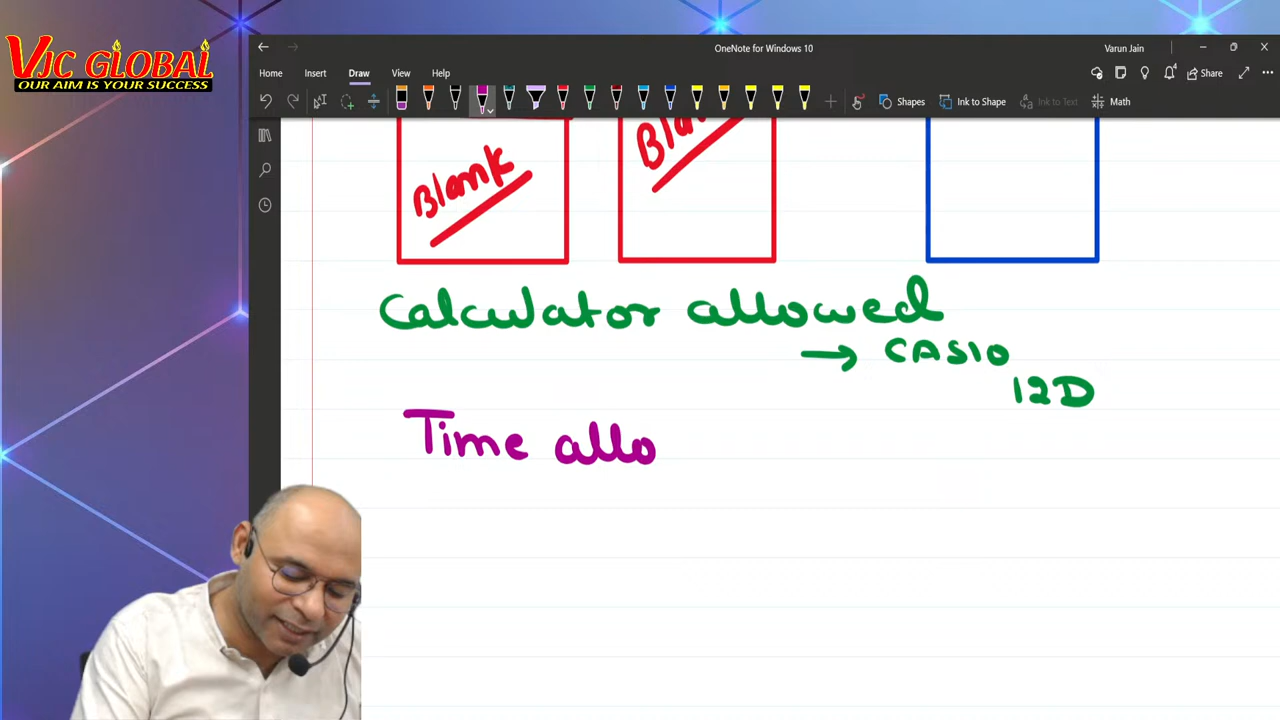 VJC GLOBAL
OUR AIM IS YOUR SUCCESS
OneNote for Windows 10
Varun Jain
Home Insert Draw View Help
Share
Shapes Ink to Shape Ink to Text Math
Blank
Calculator allowed
→ CASIO
12D
Time allo